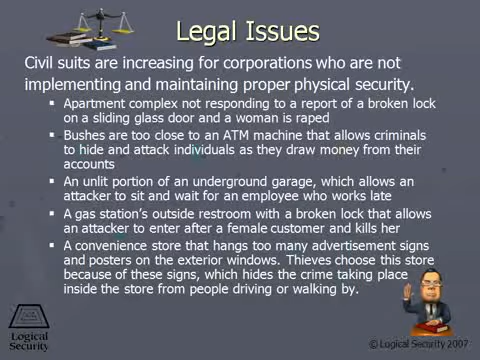 Legal Issues
Civil suits are increasing for corporations who are not
implementing and maintaining proper physical security.
Apartment complex not responding to a report of a broken lock
on a sliding glass door and a woman is raped
Bushes are too close to an ATM machine that allows criminals
to hide and attack individuals as they draw money from their
accounts
An unlit portion of an underground garage, which allows an
attacker to sit and wait for an employee who works late
A gas station's outside restroom with a broken lock that allows
an attacker to enter after a female customer and kills her
A convenience store that hangs too many advertisement signs
and posters on the exterior windows. Thieves choose this store
because of these signs, which hides the crime taking place
inside the store from people driving or walking by.
Logical
Security
© Logical Security 2007